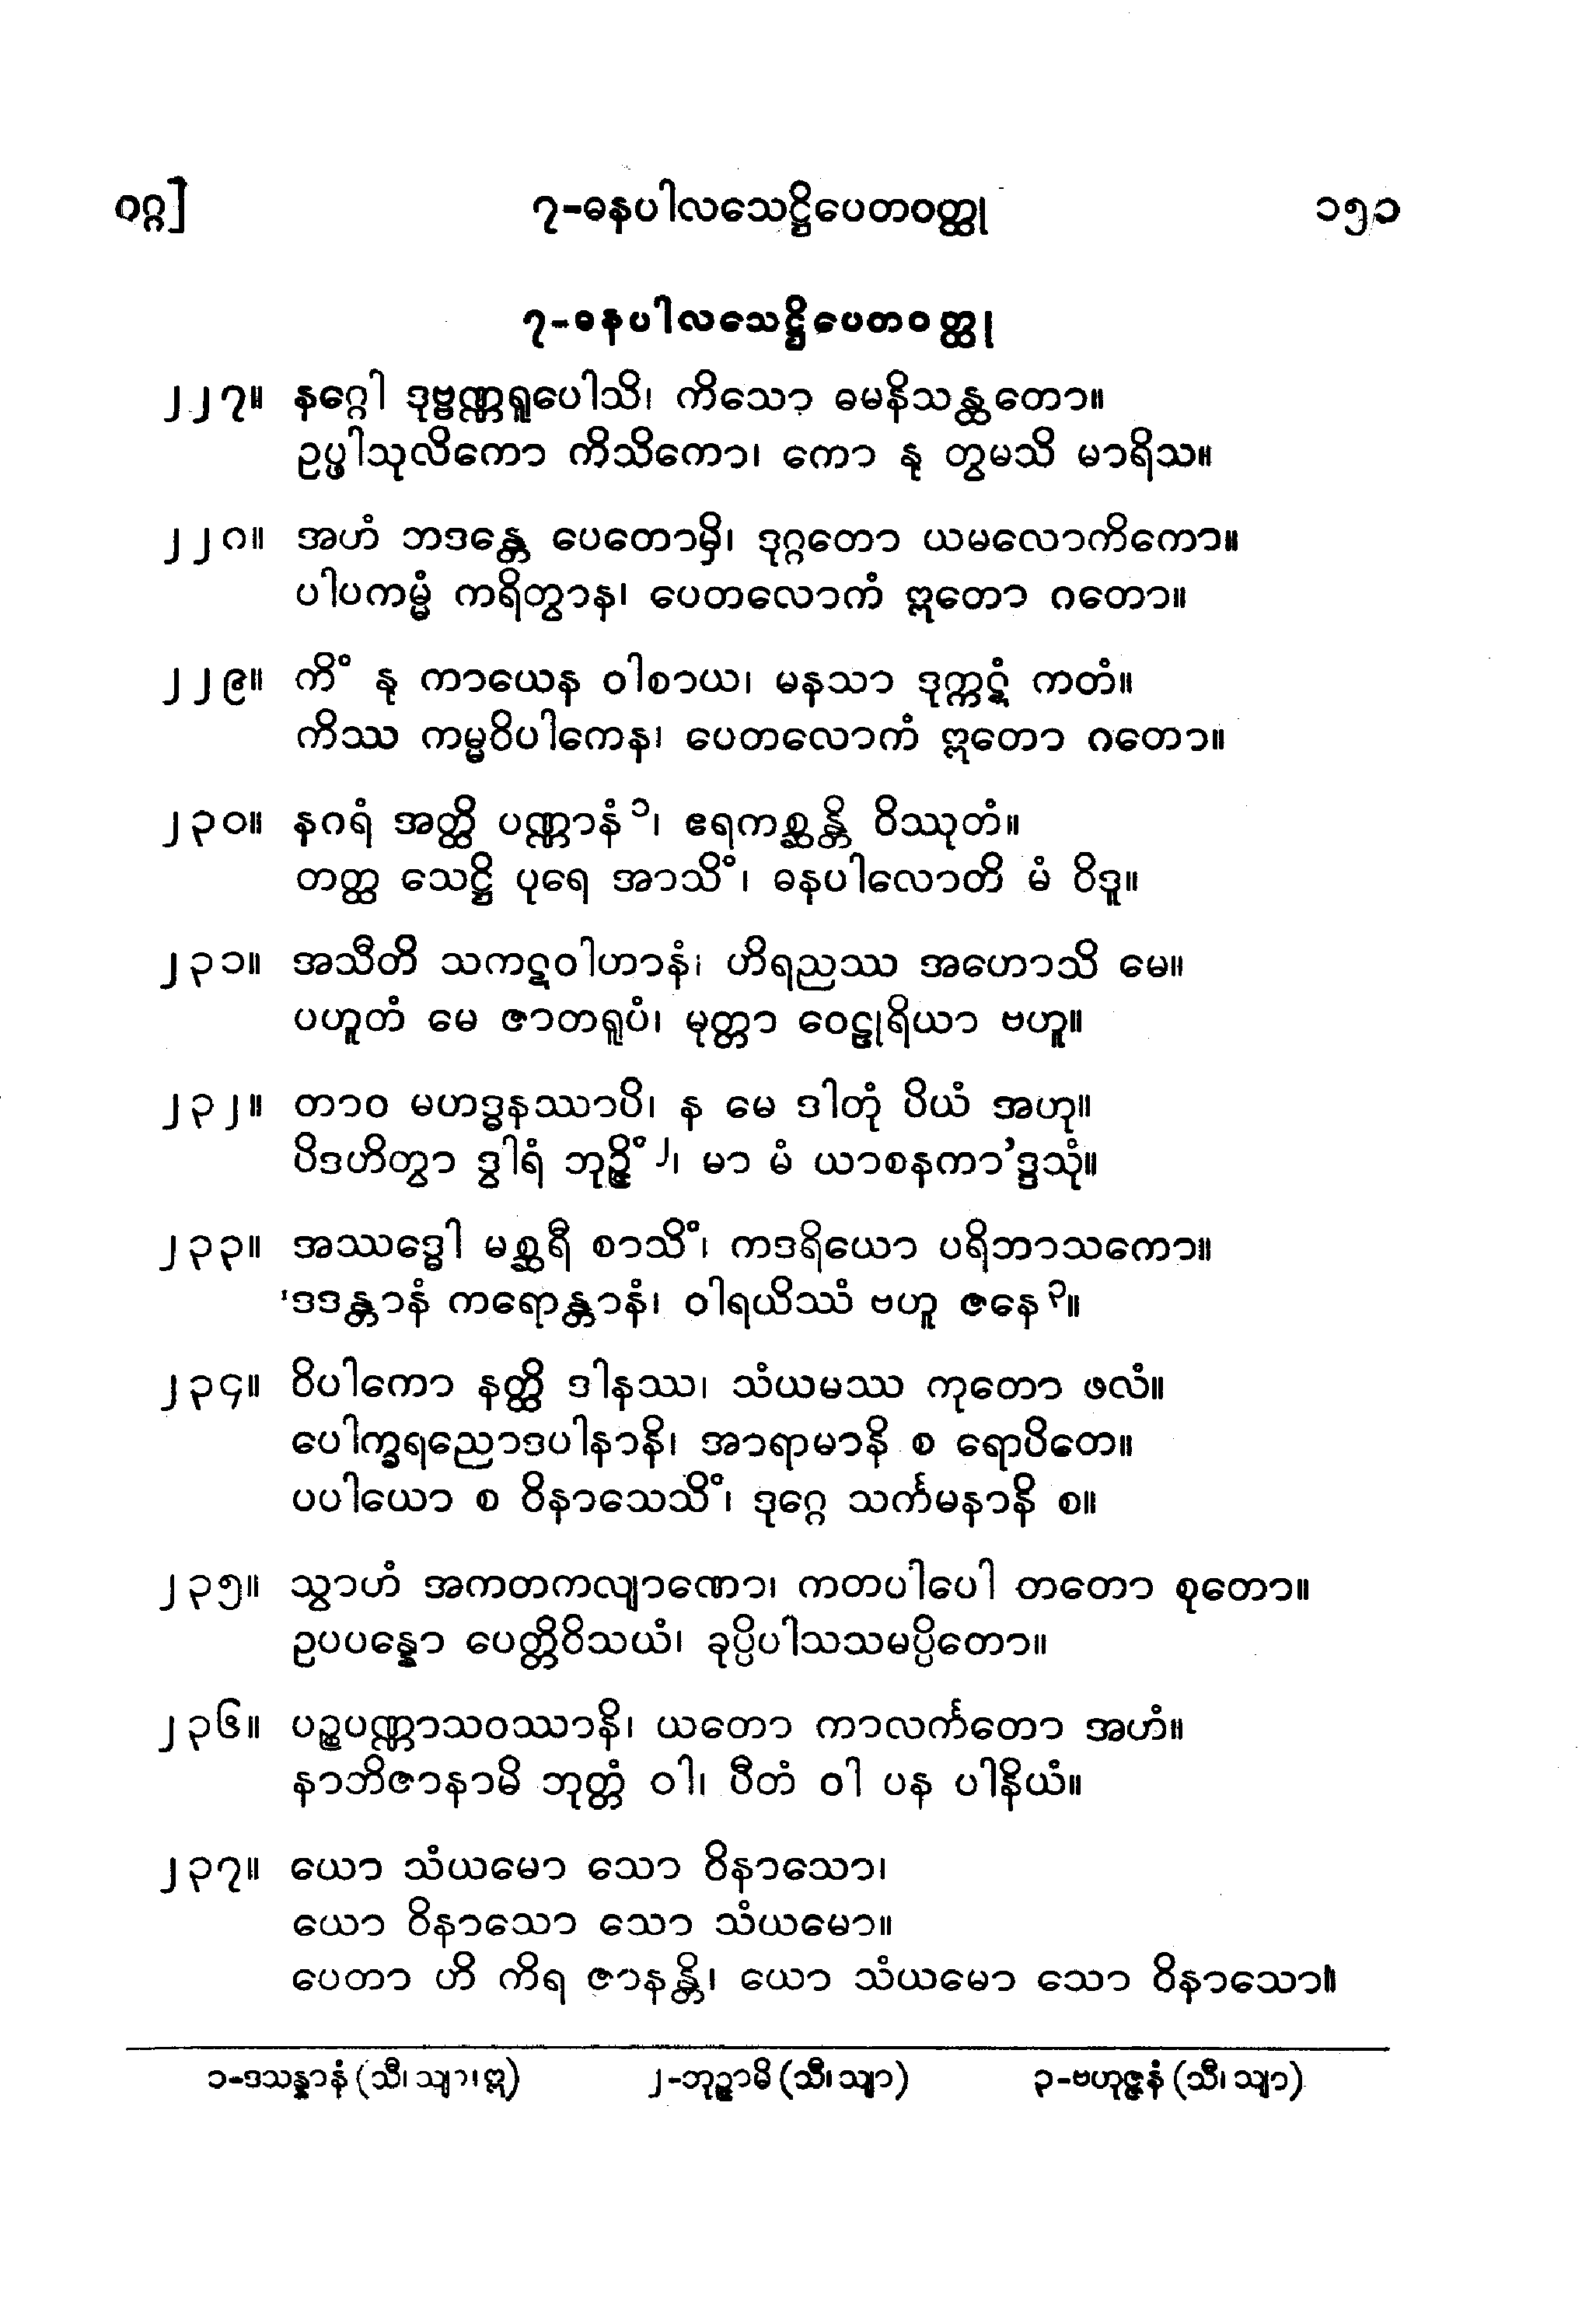 ဝဂ္ဂ] ၇-ဓနပါလသေဋ္ဌိပေတဝတ္ထု ၁၅၁
၇-ဓနပါလသေဋ္ဌိပေတဝတ္ထု
၂၂၇။ နဂ္ဂေါ ဒုဗ္ဗဏ္ဏရူပေါသိ၊ ကိသော ဓမနိသန္ထတော။
ဥပ္ဖါသုလိကော ကိသိကော၊ ကော နု တွမသိ မာရိသ။
၂၂၈။ အဟံ ဘဒန္တေ ပေတောမှိ၊ ဒုဂ္ဂတော ယမလောကိကော။
ပါပကမ္မံ ကရိတွာန၊ ပေတလောကံ ဣတော ဂတော။
၂၂၉။ ကိံ နု ကာယေန ဝါစာယ၊ မနသာ ဒုက္ကဋံ ကတံ။
ကိဿ ကမ္မဝိပါကေန၊ ပေတလောကံ ဣတော ဂတော။
၂၃၀။ နဂရံ အတ္ထိ ပဏ္ဏာနံ ၁၊ ဧရကစ္ဆန္တိ ဝိဿုတံ။
တတ္ထ သေဋ္ဌိ ပုရေ အာသိံ၊ ဓနပါလောတိ မံ ဝိဒူ။
၂၃၁။ အသီတိ သကဋဝါဟာနံ၊ ဟိရညဿ အဟောသိ မေ။
ပဟူတံ မေ ဇာတရူပံ၊ မုတ္တာ ဝေဠုရိယာ ဗဟူ။
၂၃၂။ တာဝ မဟဒ္ဓနဿာပိ၊ န မေ ဒါတုံ ပိယံ အဟု။
ပိဒဟိတွာ ဒွါရံ ဘုဉ္ဇိံ ၂၊ မာ မံ ယာစနကာ’ဒ္ဒသုံ။
၂၃၃။ အဿဒ္ဓေါ မစ္ဆရီ စာသိံ၊ ကဒရိယော ပရိဘာသကော။
ဒဒန္တာနံ ကရောန္တာနံ၊ ဝါရယိဿံ ဗဟူ ဇနေ ၃။
၂၃၄။ ဝိပါကော နတ္ထိ ဒါနဿ၊ သံယမဿ ကုတော ဖလံ။
ပေါက္ခရညောဒပါနာနိ၊ အာရာမာနိ စ ရောပိတေ။
ပပါယော စ ဝိနာသေသိံ၊ ဒုဂ္ဂေ သင်္ကမနာနိ စ။
၂၃၅။ သွာဟံ အကတကလျာဏော၊ ကတပါပေါ တတော စုတော။
ဥပပန္နော ပေတ္တိဝိသယံ၊ ခုပ္ပိပါသသမပ္ပိတော။
၂၃၆။ ပဉ္စပဏ္ဏာသဝဿာနိ၊ ယတော ကာလင်္ကတော အဟံ။
နာဘိဇာနာမိ ဘုတ္တံ ဝါ၊ ပီတံ ဝါ ပန ပါနိယံ။
၂၃၇။ ယော သံယမော သော ဝိနာသော၊
ယော ဝိနာသော သော သံယမော။
ပေတာ ဟိ ကိရ ဇာနန္တိ၊ ယော သံယမော သော ဝိနာသော။
၁-ဒသန္နာနံ (သီ၊ သျာ၊ ဣ) ၂-ဘုဉ္ဇာမိ (သီ၊ သျာ) ၃-ဗဟုဇ္ဇနံ (သီ၊ သျာ)